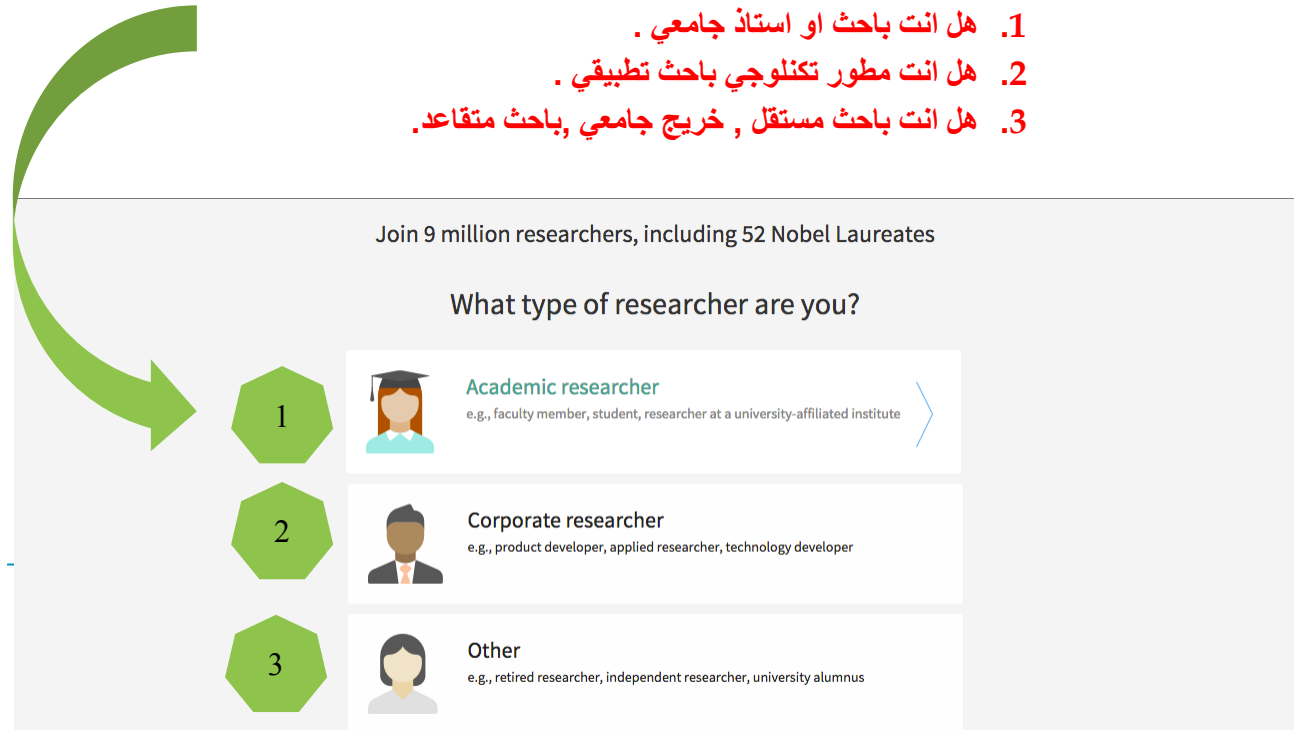 1. هل انت باحث او استاذ جامعي .
2. هل انت مطور تكنلوجي باحث تطبيقي .
3. هل انت باحث مستقل , خريج جامعي ,باحث متقاعد.
Join 9 million researchers, including 52 Nobel Laureates
What type of researcher are you?
1
Academic researcher
e.g., faculty member, student, researcher at a university-affiliated institute
2
Corporate researcher
e.g., product developer, applied researcher, technology developer
3
Other
e.g., retired researcher, independent researcher, university alumnus